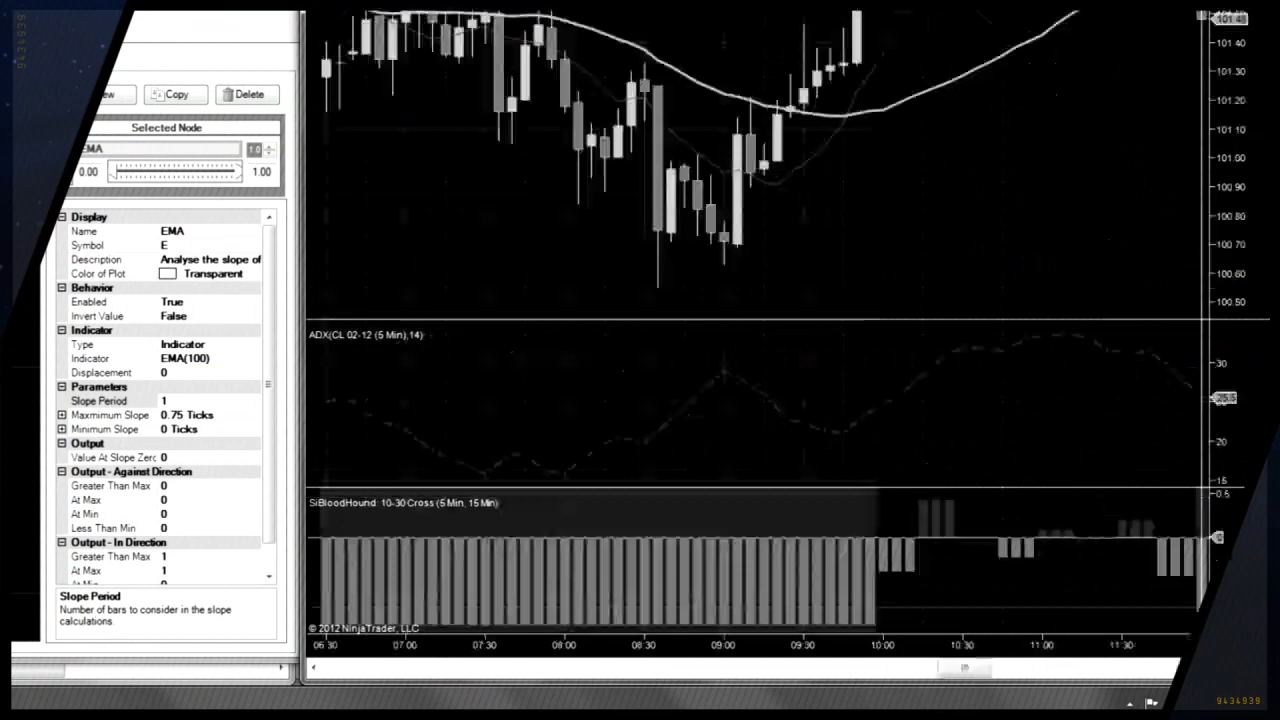 Copy
Delete
Selected Node
EMA
1.0
0.00
1.00
Display
Name EMA
Symbol E
Description Analyse the slope of
Color of Plot Transparent
Behavior
Enabled True
Invert Value False
Indicator
Type Indicator
Indicator EMA(100)
Displacement 0
Parameters
Slope Period 1
Maxmimum Slope 0.75 Ticks
Minimum Slope 0 Ticks
Output
Value At Slope Zerc 0
Output - Against Direction
Greater Than Max 0
At Max 0
At Min 0
Less Than Min 0
Output - In Direction
Greater Than Max 1
At Max 1
Slope Period
Number of bars to consider in the slope
calculations.
101.48
101.40
101.30
101.20
101.10
101.00
100.90
100.80
100.70
100.60
100.50
ADX(CL 02-12 (5 Min),14)
30
20
15
SiBloodHound: 10-30 Cross (5 Min, 15 Min)
0.5
© 2012 NinjaTrader, LLC
06:30 07:00 07:30 08:00 08:30 09:00 09:30 10:00 10:30 11:00 11:30
9434939